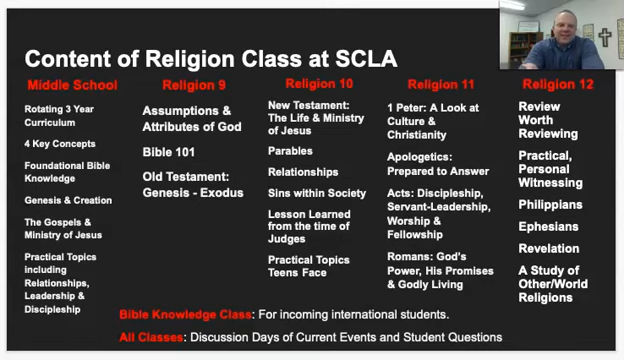 Content of Religion Class at SCLA
Middle School
Rotating 3 Year
Curriculum
4 Key Concepts
Foundational Bible
Knowledge
Genesis & Creation
The Gospels &
Ministry of Jesus
Practical Topics
including
Relationships,
Leadership &
Discipleship
Religion 9
Assumptions &
Attributes of God
Bible 101
Old Testament:
Genesis - Exodus
Religion 10
New Testament:
The Life & Ministry
of Jesus
Parables
Relationships
Sins within Society
Lesson Learned
from the time of
Judges
Practical Topics
Teens Face
Religion 11
1 Peter: A Look at
Culture &
Christianity
Apologetics:
Prepared to Answer
Acts: Discipleship,
Servant-Leadership,
Worship &
Fellowship
Romans: God's
Power, His Promises
& Godly Living
Religion 12
Review
Worth
Reviewing
Practical,
Personal
Witnessing
Philippians
Ephesians
Revelation
A Study of
Other/World
Religions
Bible Knowledge Class: For incoming international students.
All Classes: Discussion Days of Current Events and Student Questions